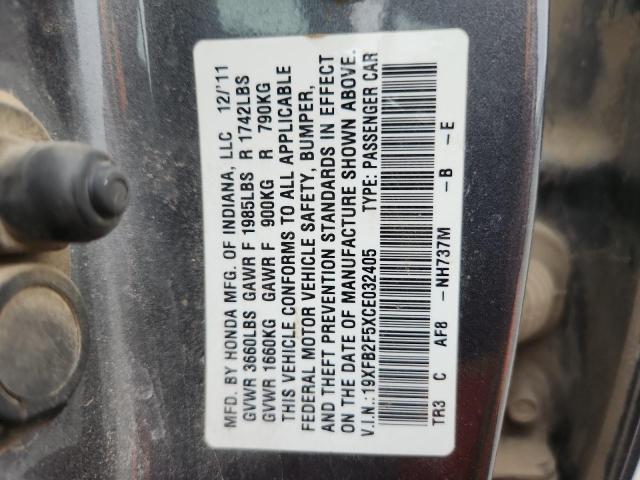 MFD. BY HONDA MFG. OF INDIANA, LLC 12/'11
GVWR 3660LBS GAWR F 1985LBS R 1742LBS
GVWR 1660KG GAWR F 900KG R 790KG
THIS VEHICLE CONFORMS TO ALL APPLICABLE
FEDERAL MOTOR VEHICLE SAFETY, BUMPER,
AND THEFT PREVENTION STANDARDS IN EFFECT
ON THE DATE OF MANUFACTURE SHOWN ABOVE.
V.I.N.:19XFB2F5XCE032405 TYPE: PASSENGER CAR
TR3 C AF8 -NH737M -B -E